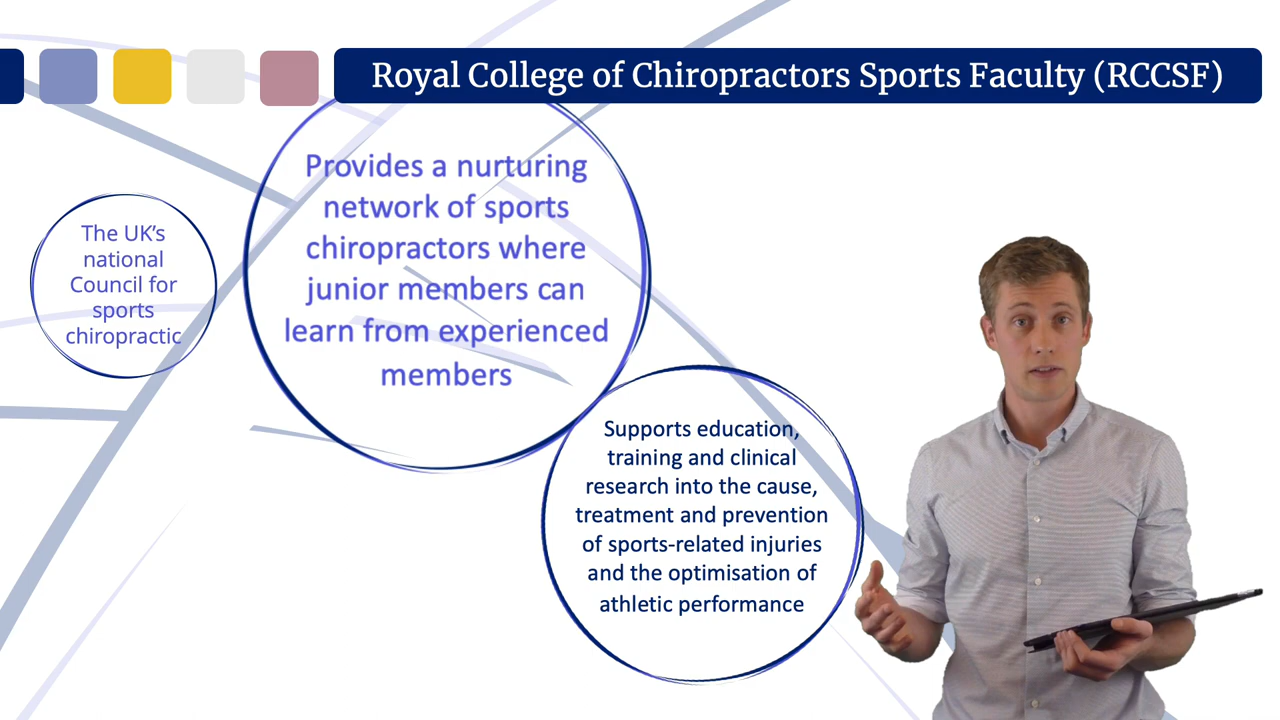 Royal College of Chiropractors Sports Faculty (RCCSF)
The UK’s
national
Council for
sports
chiropractic
Provides a nurturing
network of sports
chiropractors where
junior members can
learn from experienced
members
Supports education,
training and clinical
research into the cause,
treatment and prevention
of sports-related injuries
and the optimisation of
athletic performance